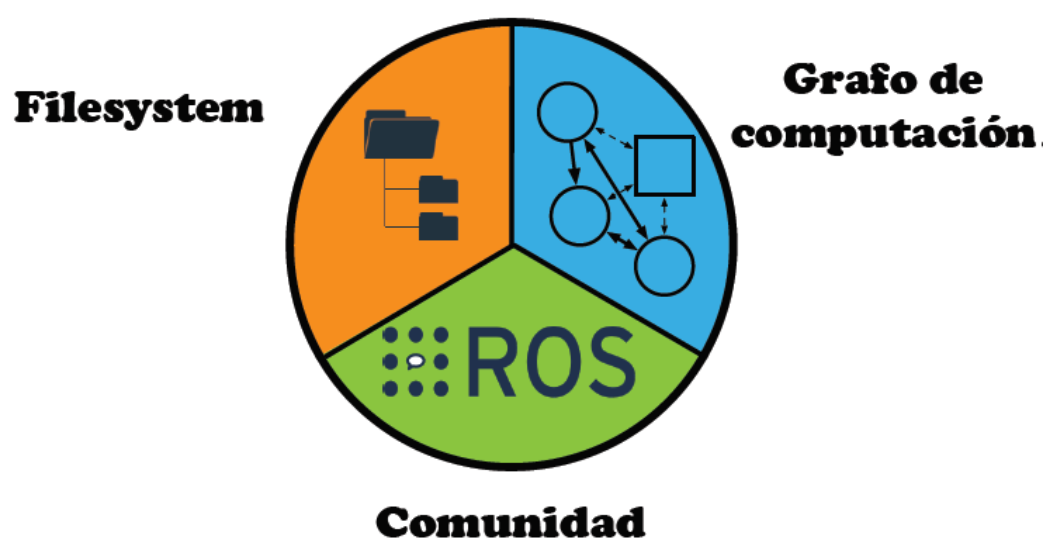 Filesystem
Grafo de
computación.
ROS
Comunidad